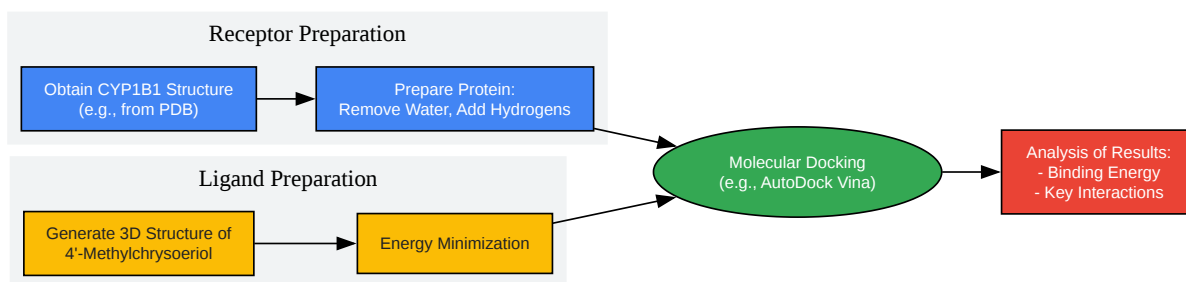 Receptor Preparation
Obtain CYP1B1 Structure
(e.g., from PDB)
Prepare Protein:
Remove Water, Add Hydrogens
Ligand Preparation
Generate 3D Structure of
4'-Methylchrysoeriol
Energy Minimization
Molecular Docking
(e.g., AutoDock Vina)
Analysis of Results:
- Binding Energy
- Key Interactions